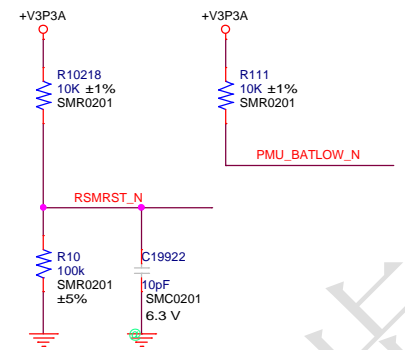 +V3P3A
+V3P3A
R10218
10K ±1%
SMR0201
R111
10K ±1%
SMR0201
PMU_BATLOW_N
RSMRST_N
R10
100k
SMR0201
±5%
C19922
10pF
SMC0201
6.3 V
@